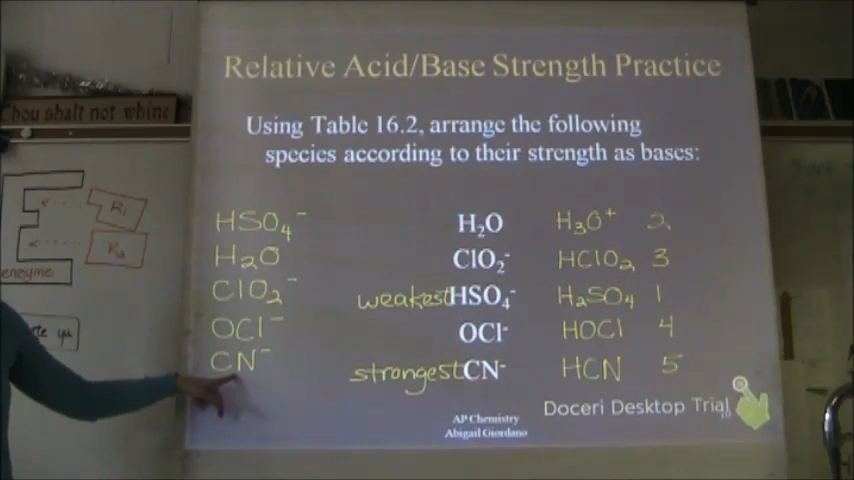 Relative Acid/Base Strength Practice
Thou shalt not whine
Using Table 16.2, arrange the following
species according to their strength as bases:
R₁
R₂
enzyme
HSO₄⁻ H₂O H₃O⁺ 2
H₂O ClO₂⁻ HClO₂ 3
ClO₂⁻ weakest HSO₄⁻ H₂SO₄ 1
OCl⁻ OCl⁻ HOCl 4
CN⁻ strongest CN⁻ HCN 5
Doceri Desktop Trial
AP Chemistry
Abigail Giordano